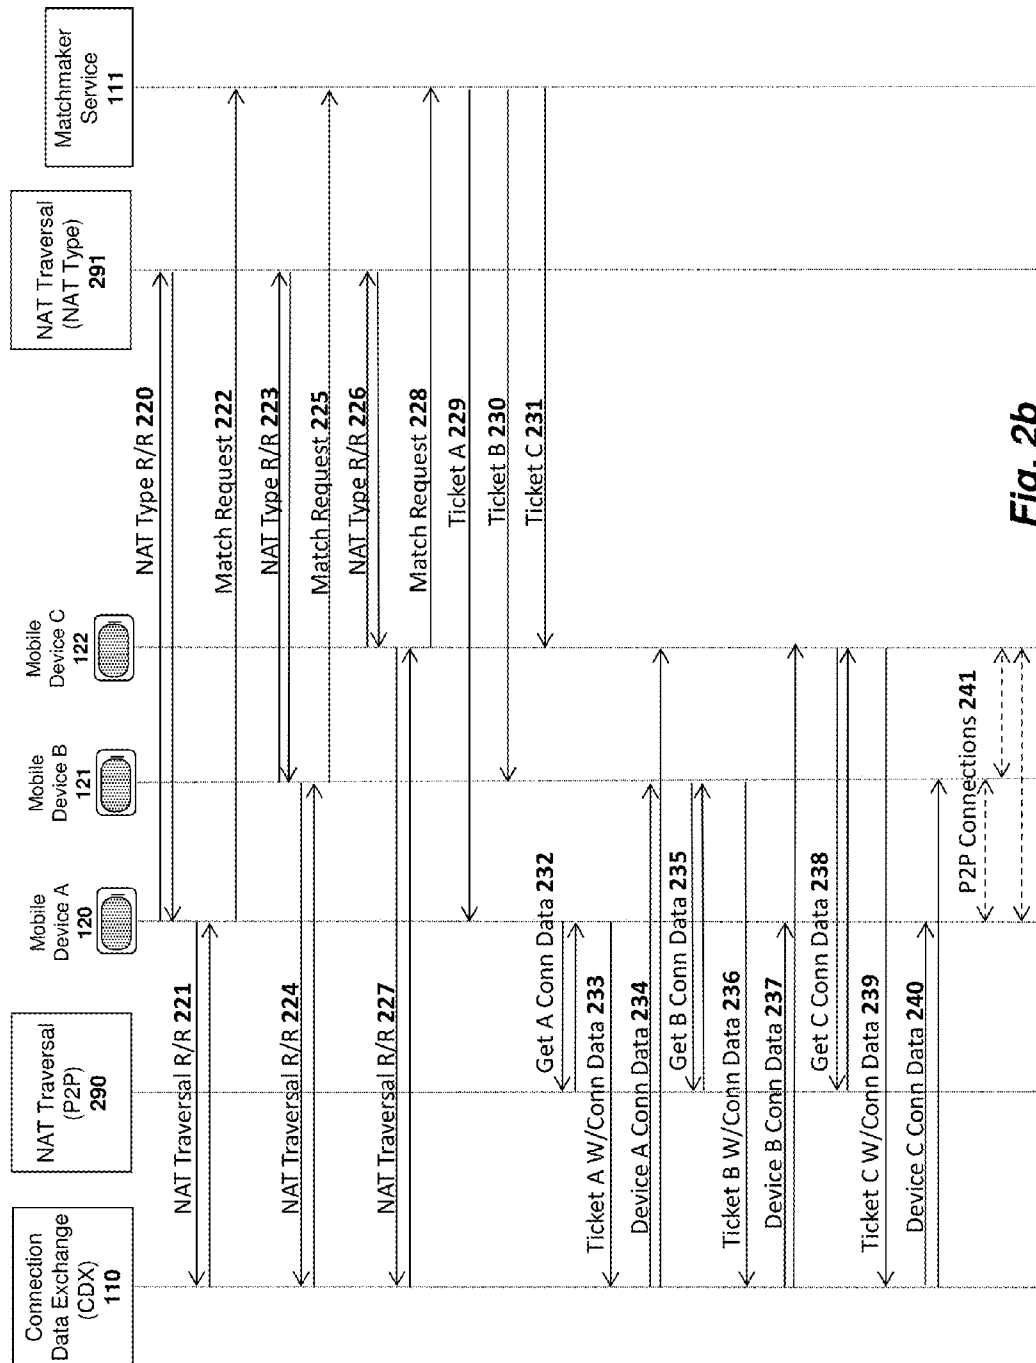 Connection
Data Exchange
(CDX)
110
NAT Traversal
(P2P)
290
Mobile
Device A
120
Mobile
Device B
121
Mobile
Device C
122
NAT Traversal
(NAT Type)
291
Matchmaker
Service
111
NAT Type R/R 220
NAT Traversal R/R 221
Match Request 222
NAT Type R/R 223
NAT Traversal R/R 224
Match Request 225
NAT Type R/R 226
NAT Traversal R/R 227
Match Request 228
Ticket A 229
Ticket B 230
Ticket C 231
Get A Conn Data 232
Ticket A W/Conn Data 233
Device A Conn Data 234
Get B Conn Data 235
Ticket B W/Conn Data 236
Device B Conn Data 237
Get C Conn Data 238
Ticket C W/Conn Data 239
Device C Conn Data 240
P2P Connections 241
Fig. 2b